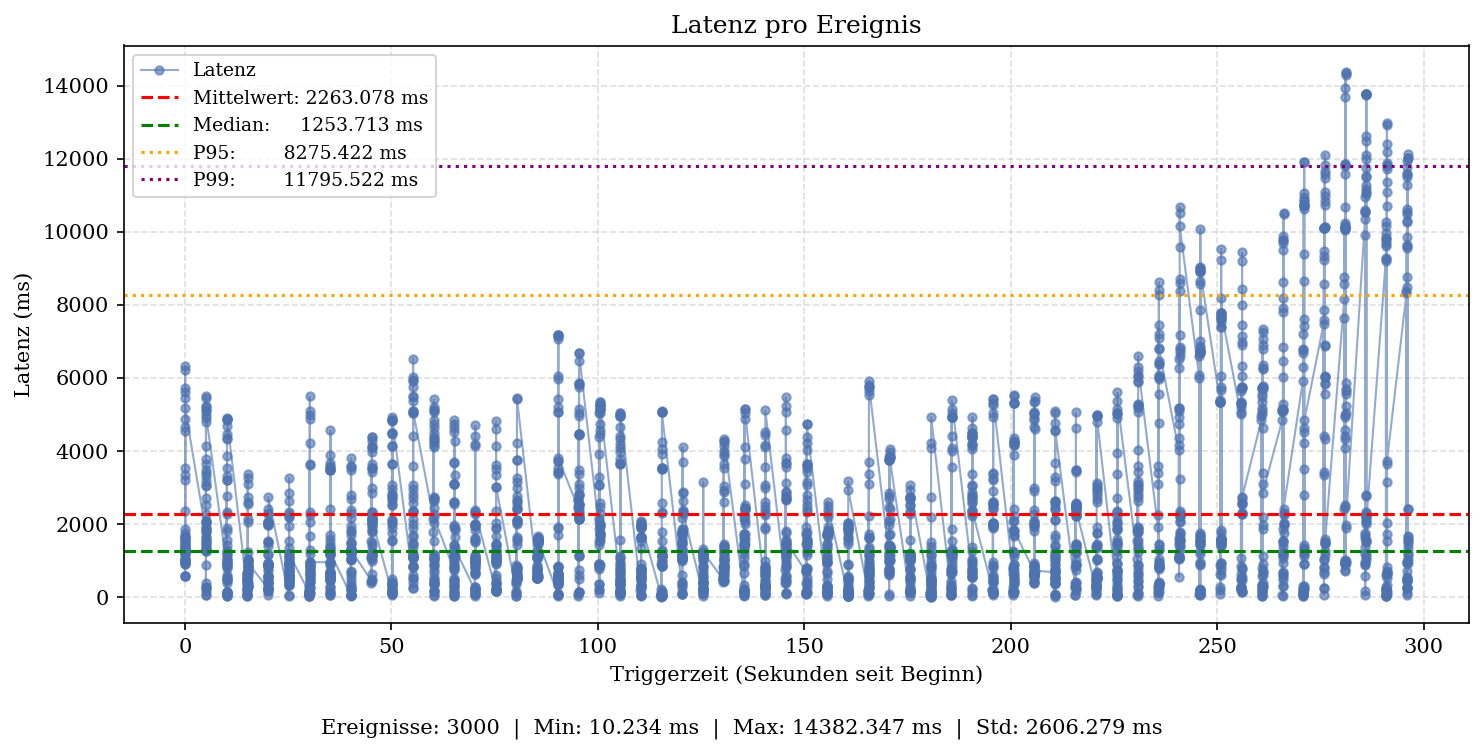 Latenz pro Ereignis
Latenz (ms)
14000
12000
10000
8000
6000
4000
2000
0
Latenz
Mittelwert: 2263.078 ms
Median: 1253.713 ms
P95: 8275.422 ms
P99: 11795.522 ms
0 50 100 150 200 250 300
Triggerzeit (Sekunden seit Beginn)
Ereignisse: 3000 | Min: 10.234 ms | Max: 14382.347 ms | Std: 2606.279 ms